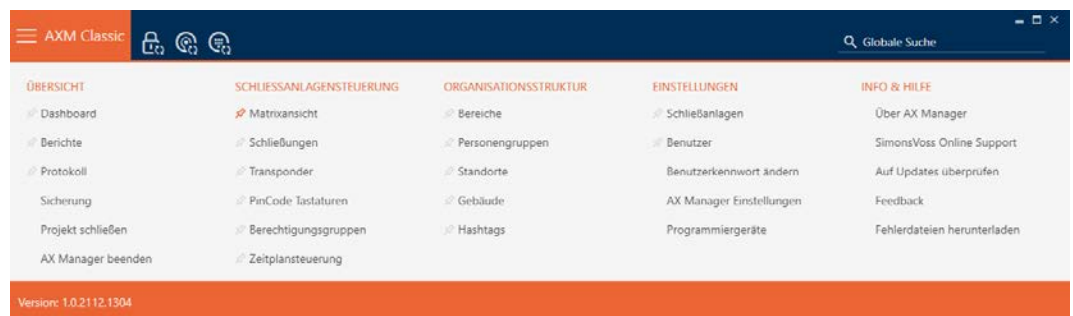 AXM Classic
Globale Suche
ÜBERSICHT
Dashboard
Berichte
Protokoll
Sicherung
Projekt schließen
AX Manager beenden
SCHLIESSANLAGENSTEUERUNG
Matrixansicht
Schließungen
Transponder
PinCode Tastaturen
Berechtigungsgruppen
Zeitplansteuerung
ORGANISATIONSSTRUKTUR
Bereiche
Personengruppen
Standorte
Gebäude
Hashtags
EINSTELLUNGEN
Schließanlagen
Benutzer
Benutzerkennwort ändern
AX Manager Einstellungen
Programmiergeräte
INFO & HILFE
Über AX Manager
SimonsVoss Online Support
Auf Updates überprüfen
Feedback
Fehlerdateien herunterladen
Version: 1.0.2112.1304